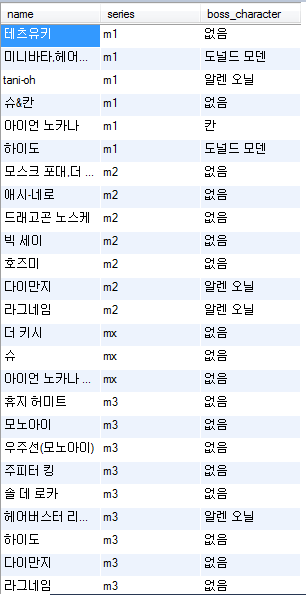 name series boss_character
테츠유키 m1 없음
미니바타,헤어... m1 도널드 모덴
tani-oh m1 알렌 오닐
슈&칸 m1 없음
아이언 노카나 m1 칸
하이도 m1 도널드 모덴
모스크 포대,더 ... m2 없음
애시-네로 m2 없음
드래고곤 노스케 m2 없음
빅 세이 m2 없음
호즈미 m2 없음
다이만지 m2 알렌 오닐
라그네임 m2 알렌 오닐
더 키시 mx 없음
슈 mx 없음
아이언 노카나 ... mx 없음
휴지 허미트 m3 없음
모노아이 m3 없음
우주선(모노아이) m3 없음
주피터 킹 m3 없음
솔 데 로카 m3 없음
헤어버스터 리... m3 알렌 오닐
하이도 m3 없음
다이만지 m3 없음
라그네임 m3 없음